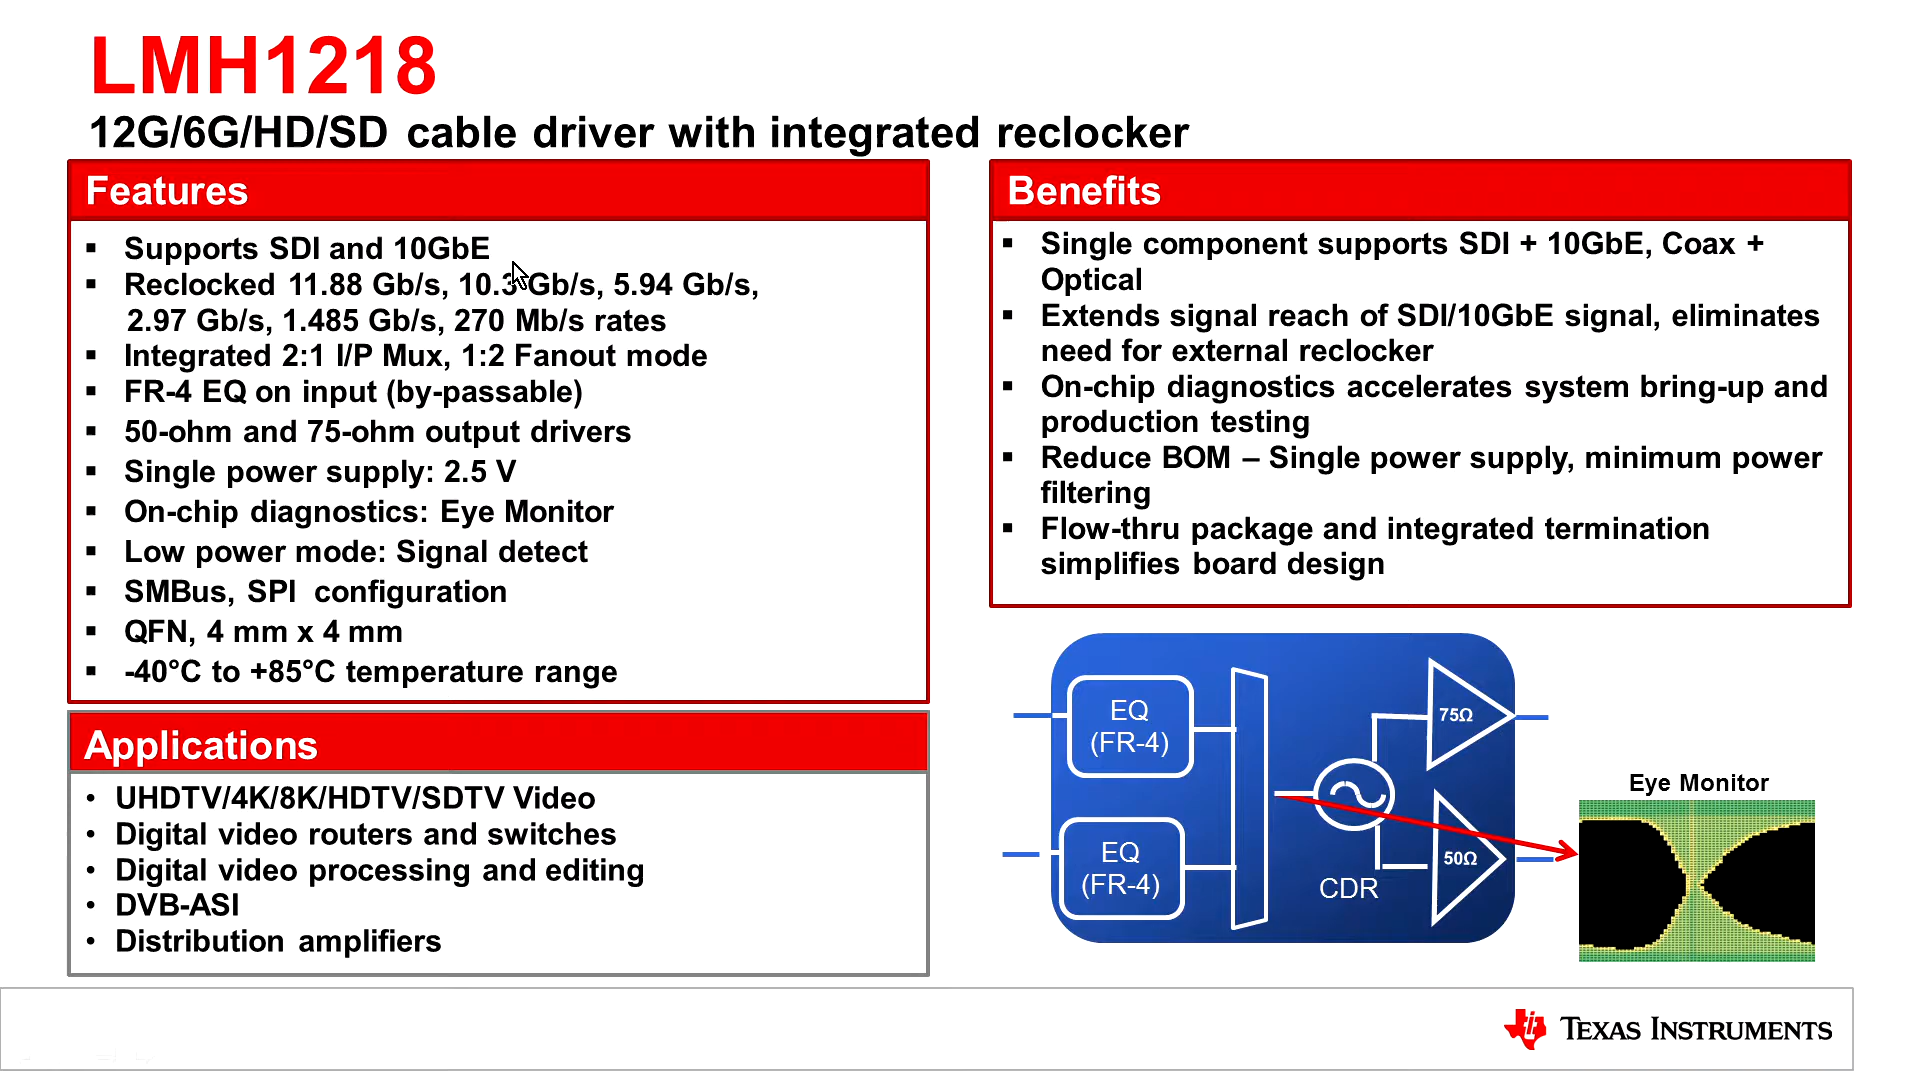 LMH1218
12G/6G/HD/SD cable driver with integrated reclocker
Features
▪ Supports SDI and 10GbE
▪ Reclocked 11.88 Gb/s, 10.3 Gb/s, 5.94 Gb/s,
2.97 Gb/s, 1.485 Gb/s, 270 Mb/s rates
▪ Integrated 2:1 I/P Mux, 1:2 Fanout mode
▪ FR-4 EQ on input (by-passable)
▪ 50-ohm and 75-ohm output drivers
▪ Single power supply: 2.5 V
▪ On-chip diagnostics: Eye Monitor
▪ Low power mode: Signal detect
▪ SMBus, SPI configuration
▪ QFN, 4 mm x 4 mm
▪ -40°C to +85°C temperature range
Applications
• UHDTV/4K/8K/HDTV/SDTV Video
• Digital video routers and switches
• Digital video processing and editing
• DVB-ASI
• Distribution amplifiers
Benefits
▪ Single component supports SDI + 10GbE, Coax +
Optical
▪ Extends signal reach of SDI/10GbE signal, eliminates
need for external reclocker
▪ On-chip diagnostics accelerates system bring-up and
production testing
▪ Reduce BOM – Single power supply, minimum power
filtering
▪ Flow-thru package and integrated termination
simplifies board design
EQ
(FR-4)
EQ
(FR-4)
CDR
75Ω
50Ω
Eye Monitor
TEXAS INSTRUMENTS